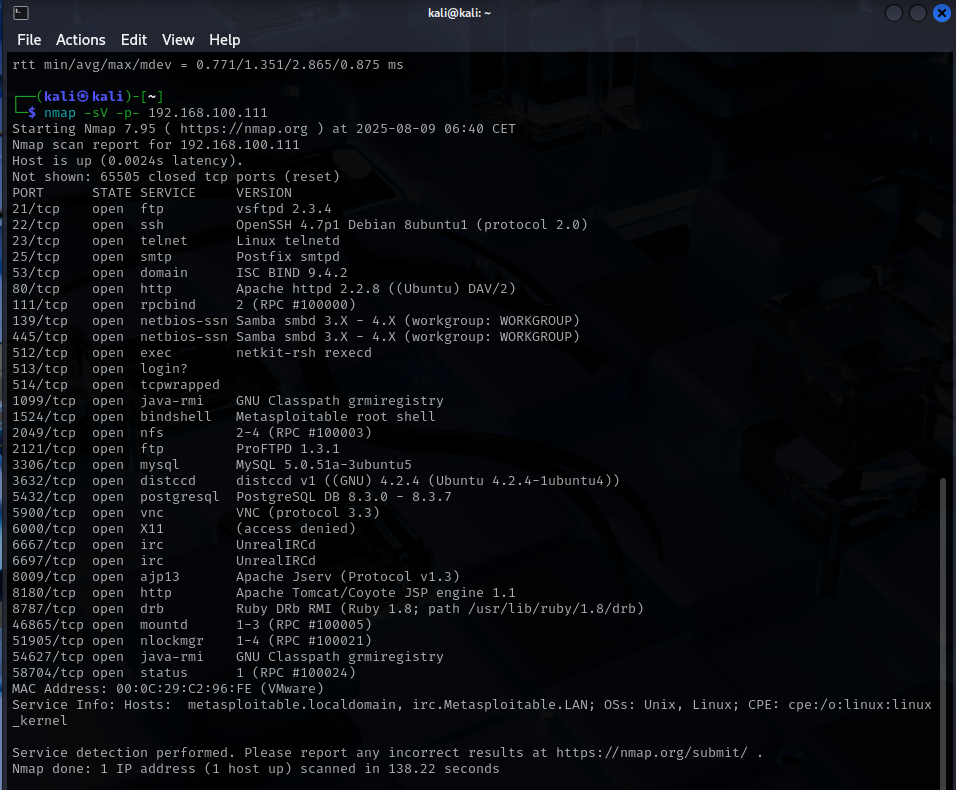 kali@kali: ~
File Actions Edit View Help
rtt min/avg/max/mdev = 0.771/1.351/2.865/0.875 ms
┌──(kali㉿kali)-[~]
└─$ nmap -sV -p- 192.168.100.111
Starting Nmap 7.95 ( https://nmap.org ) at 2025-08-09 06:40 CET
Nmap scan report for 192.168.100.111
Host is up (0.0024s latency).
Not shown: 65505 closed tcp ports (reset)
PORT      STATE SERVICE     VERSION
21/tcp    open  ftp         vsftpd 2.3.4
22/tcp    open  ssh         OpenSSH 4.7p1 Debian 8ubuntu1 (protocol 2.0)
23/tcp    open  telnet      Linux telnetd
25/tcp    open  smtp        Postfix smtpd
53/tcp    open  domain      ISC BIND 9.4.2
80/tcp    open  http        Apache httpd 2.2.8 ((Ubuntu) DAV/2)
111/tcp   open  rpcbind     2 (RPC #100000)
139/tcp   open  netbios-ssn Samba smbd 3.X - 4.X (workgroup: WORKGROUP)
445/tcp   open  netbios-ssn Samba smbd 3.X - 4.X (workgroup: WORKGROUP)
512/tcp   open  exec        netkit-rsh rexecd
513/tcp   open  login?
514/tcp   open  tcpwrapped
1099/tcp  open  java-rmi    GNU Classpath grmiregistry
1524/tcp  open  bindshell   Metasploitable root shell
2049/tcp  open  nfs         2-4 (RPC #100003)
2121/tcp  open  ftp         ProFTPD 1.3.1
3306/tcp  open  mysql       MySQL 5.0.51a-3ubuntu5
3632/tcp  open  distccd     distccd v1 ((GNU) 4.2.4 (Ubuntu 4.2.4-1ubuntu4))
5432/tcp  open  postgresql  PostgreSQL DB 8.3.0 - 8.3.7
5900/tcp  open  vnc         VNC (protocol 3.3)
6000/tcp  open  X11         (access denied)
6667/tcp  open  irc         UnrealIRCd
6697/tcp  open  irc         UnrealIRCd
8009/tcp  open  ajp13       Apache Jserv (Protocol v1.3)
8180/tcp  open  http        Apache Tomcat/Coyote JSP engine 1.1
8787/tcp  open  drb         Ruby DRb RMI (Ruby 1.8; path /usr/lib/ruby/1.8/drb)
46865/tcp open  mountd      1-3 (RPC #100005)
51905/tcp open  nlockmgr    1-4 (RPC #100021)
54627/tcp open  java-rmi    GNU Classpath grmiregistry
58704/tcp open  status      1 (RPC #100024)
MAC Address: 00:0C:29:C2:96:FE (VMware)
Service Info: Hosts:  metasploitable.localdomain, irc.Metasploitable.LAN; OSs: Unix, Linux; CPE: cpe:/o:linux:linux
_kernel
Service detection performed. Please report any incorrect results at https://nmap.org/submit/ .
Nmap done: 1 IP address (1 host up) scanned in 138.22 seconds